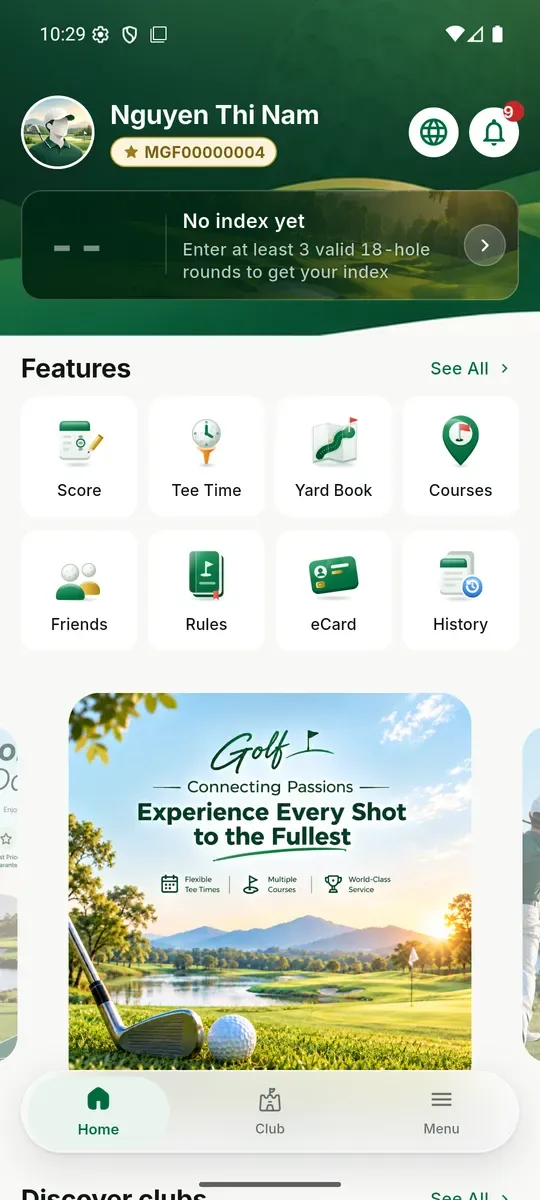 10:29
Nguyen Thi Nam
9
MGF00000004
No index yet
Enter at least 3 valid 18-hole
rounds to get your index
Features
See All
Score
Tee Time
Yard Book
Courses
Friends
Rules
eCard
History
Golf
Connecting Passions
Experience Every Shot
to the Fullest
Flexible
Tee Times
Multiple
Courses
World-Class
Service
Home
Club
Menu
Discover clubs
See All